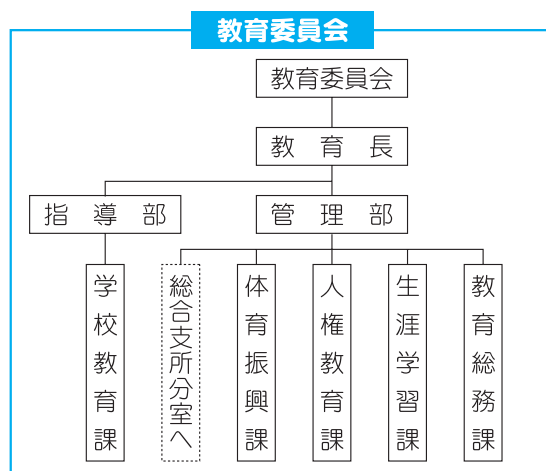 教育委員会
教育委員会
教育長
指導部
管理部
学校教育課
総合支所分室へ
体育振興課
人権教育課
生涯学習課
教育総務課